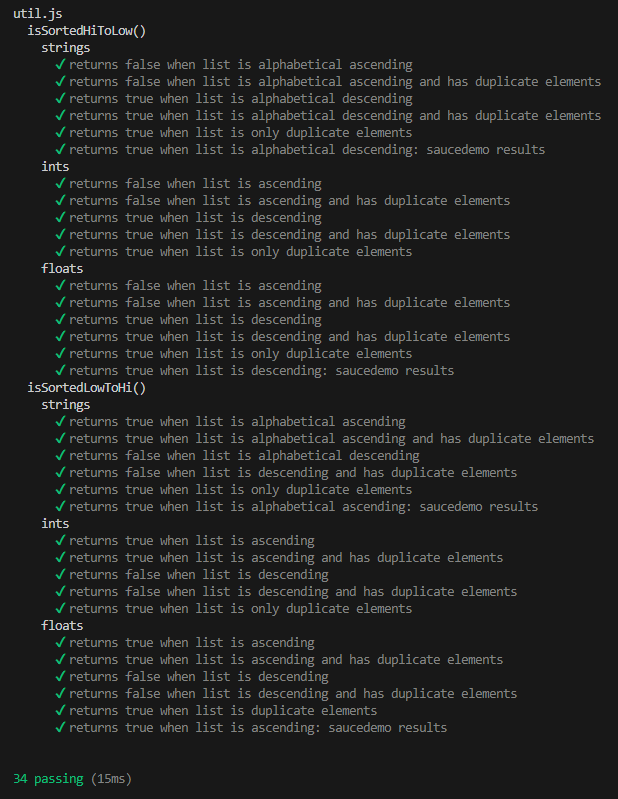 util.js
isSortedHiToLow()
strings
✓ returns false when list is alphabetical ascending
✓ returns false when list is alphabetical ascending and has duplicate elements
✓ returns true when list is alphabetical descending
✓ returns true when list is alphabetical descending and has duplicate elements
✓ returns true when list is only duplicate elements
✓ returns true when list is alphabetical descending: saucedemo results
ints
✓ returns false when list is ascending
✓ returns false when list is ascending and has duplicate elements
✓ returns true when list is descending
✓ returns true when list is descending and has duplicate elements
✓ returns true when list is only duplicate elements
floats
✓ returns false when list is ascending
✓ returns false when list is ascending and has duplicate elements
✓ returns true when list is descending
✓ returns true when list is descending and has duplicate elements
✓ returns true when list is only duplicate elements
✓ returns true when list is descending: saucedemo results
isSortedLowToHi()
strings
✓ returns true when list is alphabetical ascending
✓ returns true when list is alphabetical ascending and has duplicate elements
✓ returns false when list is alphabetical descending
✓ returns false when list is descending and has duplicate elements
✓ returns true when list is only duplicate elements
✓ returns true when list is alphabetical ascending: saucedemo results
ints
✓ returns true when list is ascending
✓ returns true when list is ascending and has duplicate elements
✓ returns false when list is descending
✓ returns false when list is descending and has duplicate elements
✓ returns true when list is only duplicate elements
floats
✓ returns true when list is ascending
✓ returns true when list is ascending and has duplicate elements
✓ returns false when list is descending
✓ returns false when list is descending and has duplicate elements
✓ returns true when list is duplicate elements
✓ returns true when list is ascending: saucedemo results
34 passing (15ms)